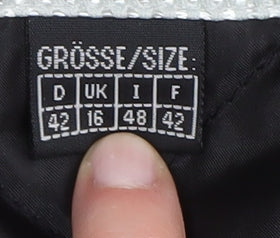 GRÖSSE/SIZE:
D UK I F
42 16 48 42